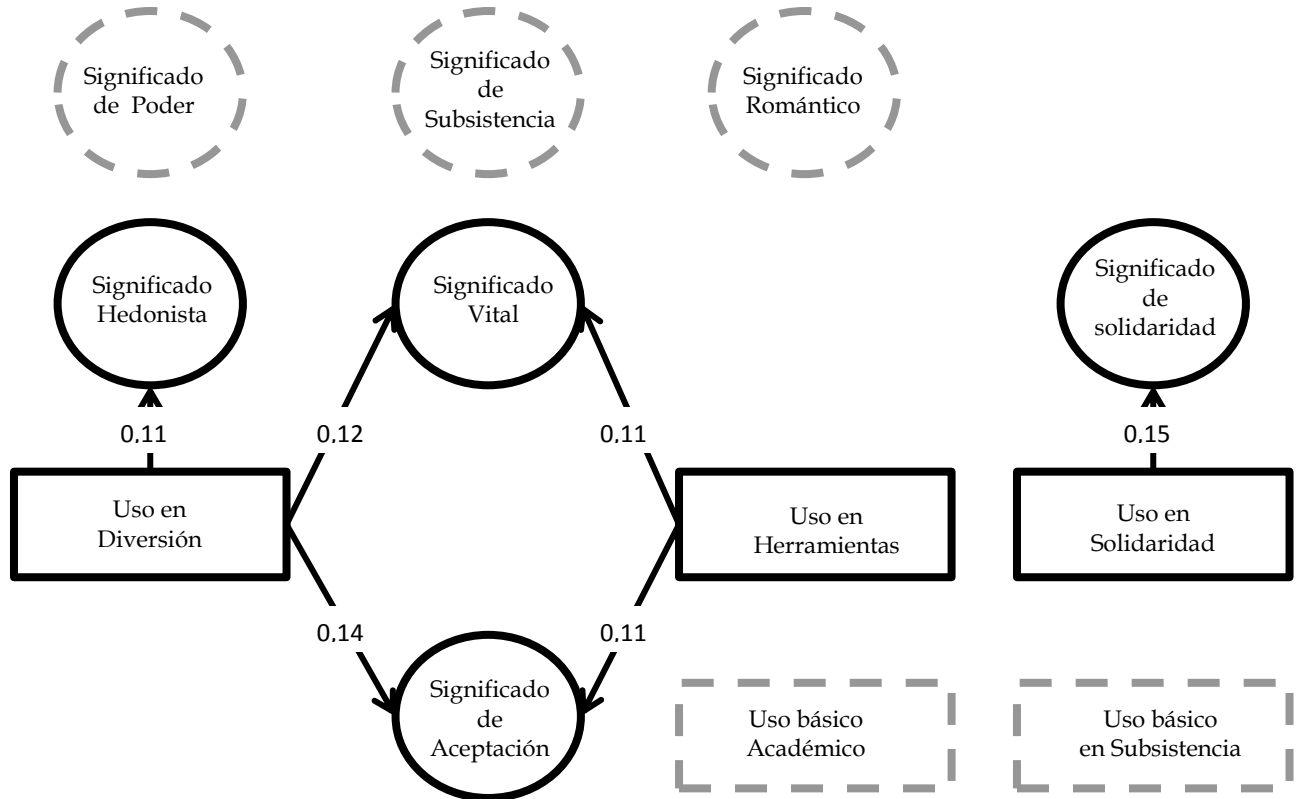 Significado
de Poder
Significado
de
Subsistencia
Significado
Romántico
Significado
Hedonista
Significado
Vital
Significado
de
solidaridad
0,11
0,12
0,11
0,15
Uso en
Diversión
Uso en
Herramientas
Uso en
Solidaridad
0,14
0,11
Significado
de
Aceptación
Uso básico
Académico
Uso básico
en Subsistencia